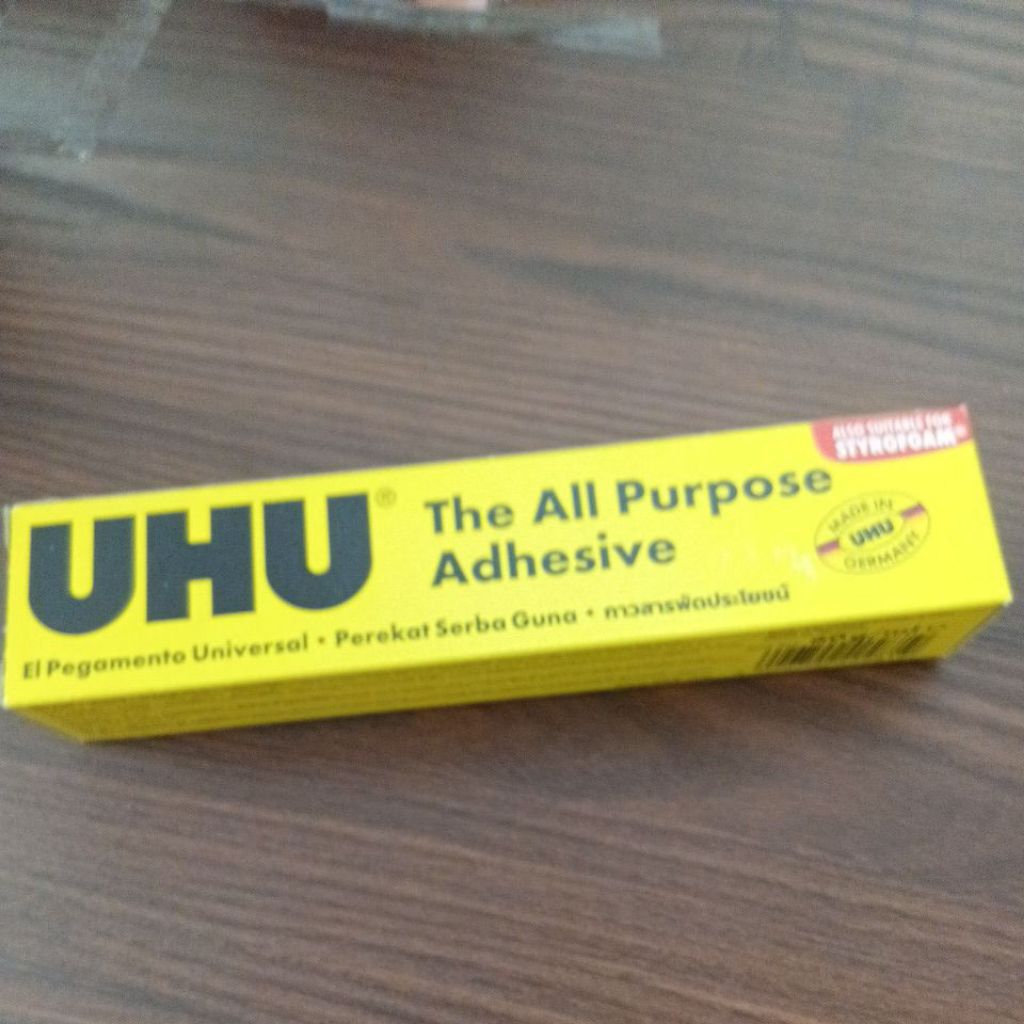 UHU®
The All Purpose
Adhesive
El Pegamento Universal • Perekat Serba Guna • กาวสารพัดประโยชน์
ALSO SUITABLE FOR
STYROFOAM®
MADE IN
UHU
GERMANY